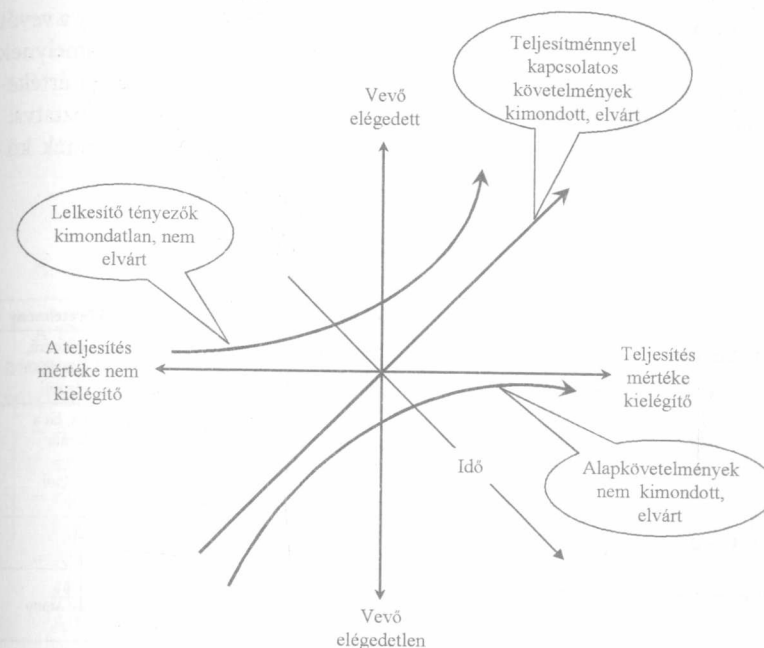 Teljesítménnyel
kapcsolatos
követelmények
kimondott, elvárt
Vevő
elégedett
Lelkesítő tényezők
kimondatlan, nem
elvárt
A teljesítés
mértéke nem
kielégítő
Teljesítés
mértéke
kielégítő
Idő
Alapkövetelmények
nem kimondott,
elvárt
Vevő
elégedetlen